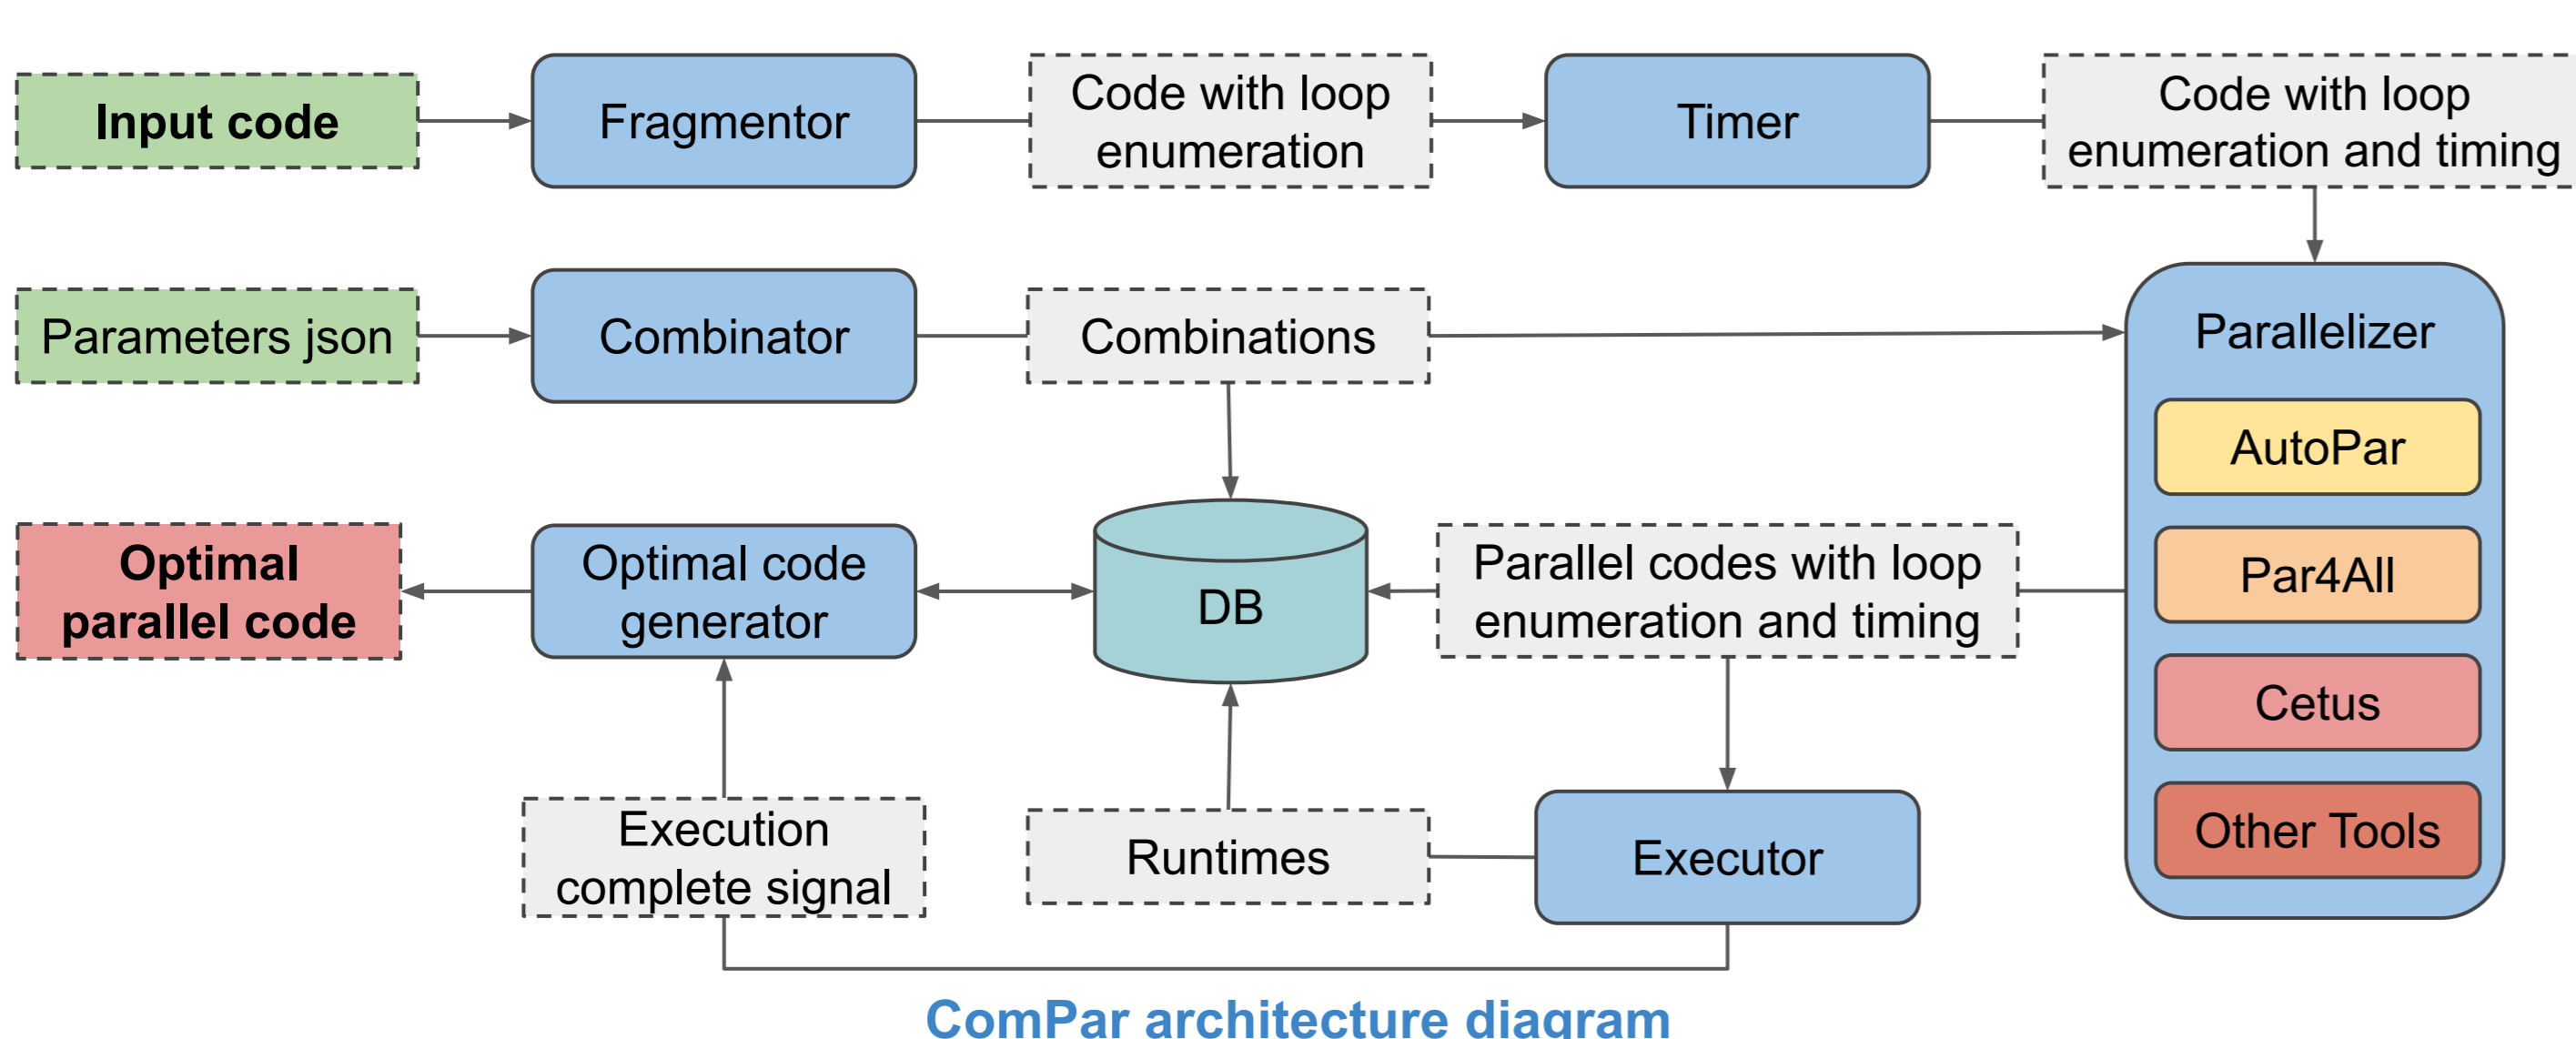 Input code
Fragmentor
Code with loop
enumeration
Timer
Code with loop
enumeration and timing
Parameters json
Combinator
Combinations
Parallelizer
AutoPar
Par4All
Cetus
Other Tools
Optimal
parallel code
Optimal code
generator
DB
Parallel codes with loop
enumeration and timing
Execution
complete signal
Runtimes
Executor
ComPar architecture diagram